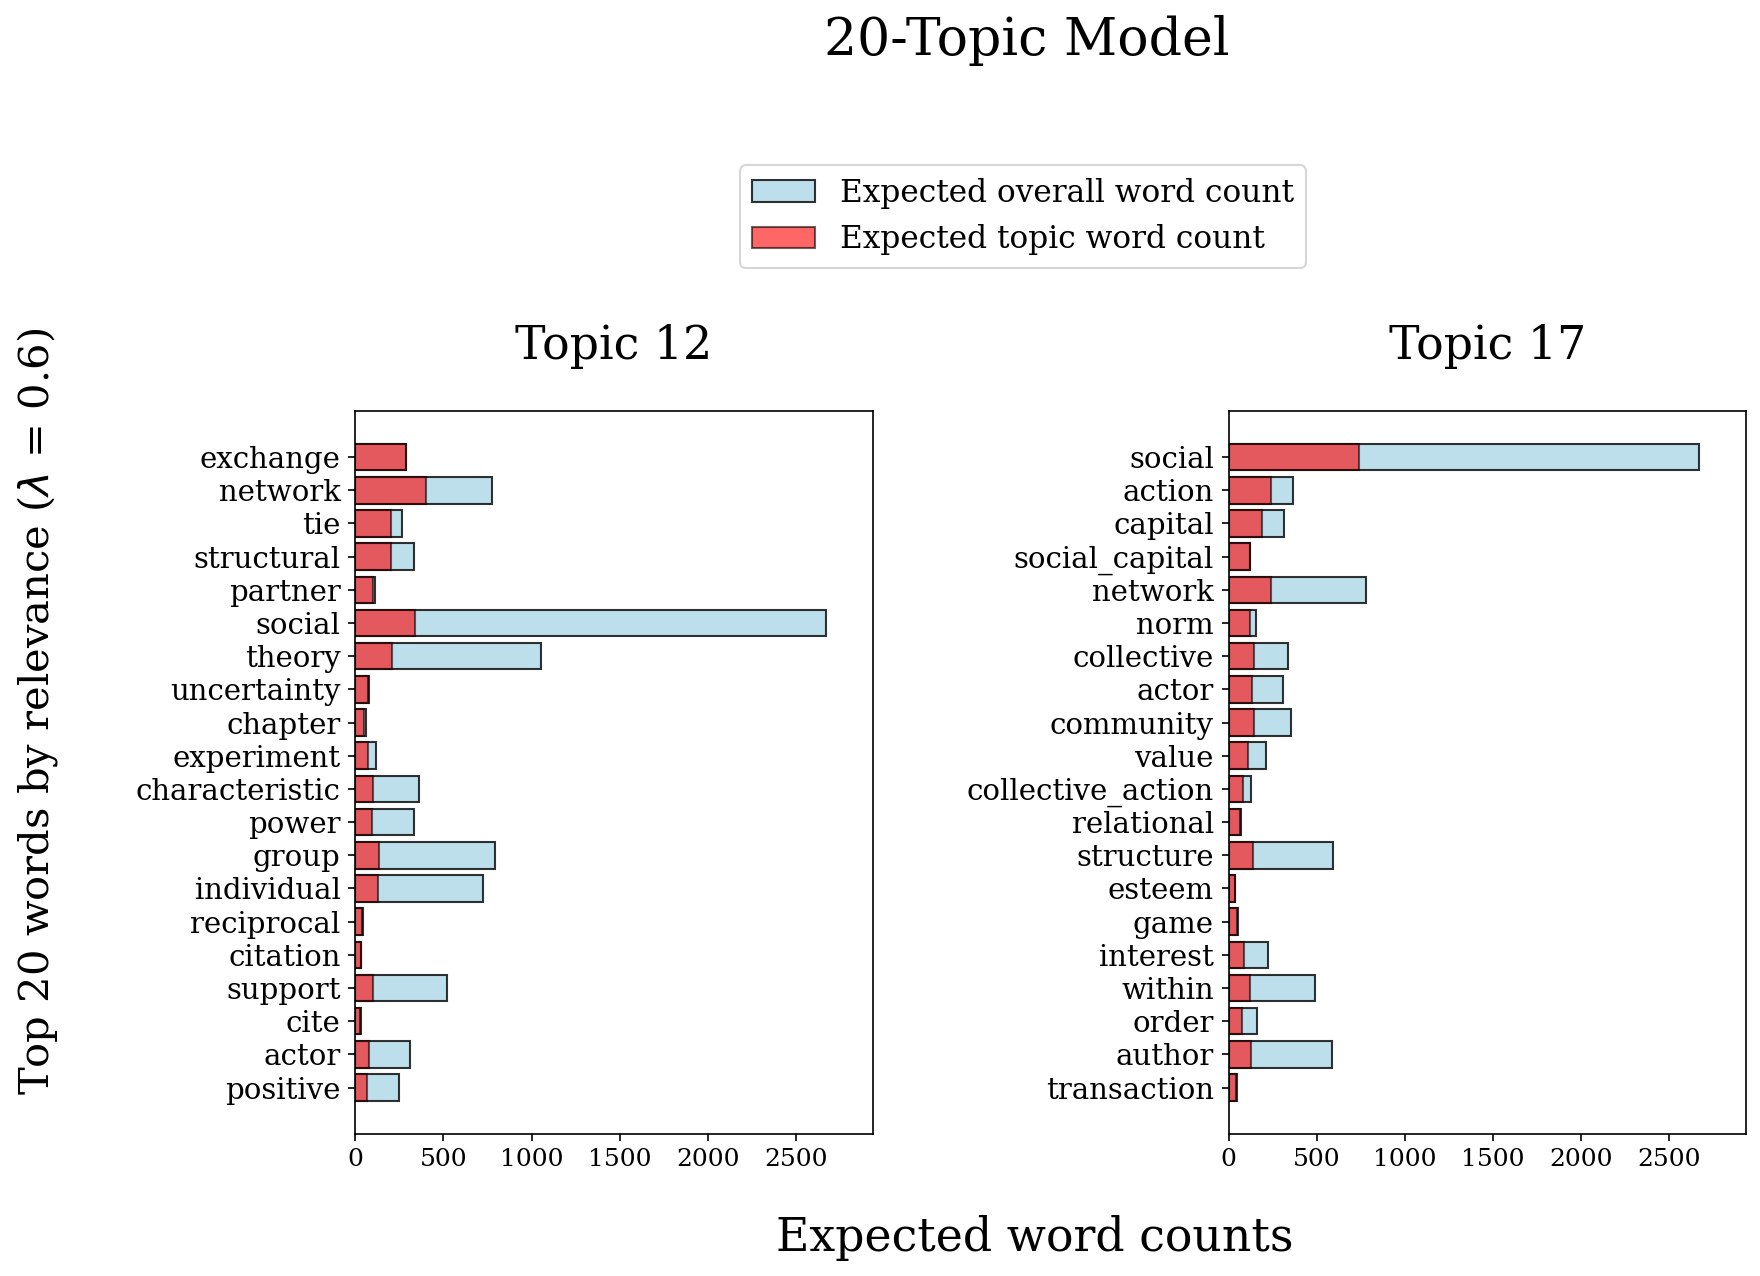 20-Topic Model
Expected overall word count
Expected topic word count
Top 20 words by relevance (λ = 0.6)
Topic 12
exchange
network
tie
structural
partner
social
theory
uncertainty
chapter
experiment
characteristic
power
group
individual
reciprocal
citation
support
cite
actor
positive
0 500 1000 1500 2000 2500
Topic 17
social
action
capital
social_capital
network
norm
collective
actor
community
value
collective_action
relational
structure
esteem
game
interest
within
order
author
transaction
0 500 1000 1500 2000 2500
Expected word counts